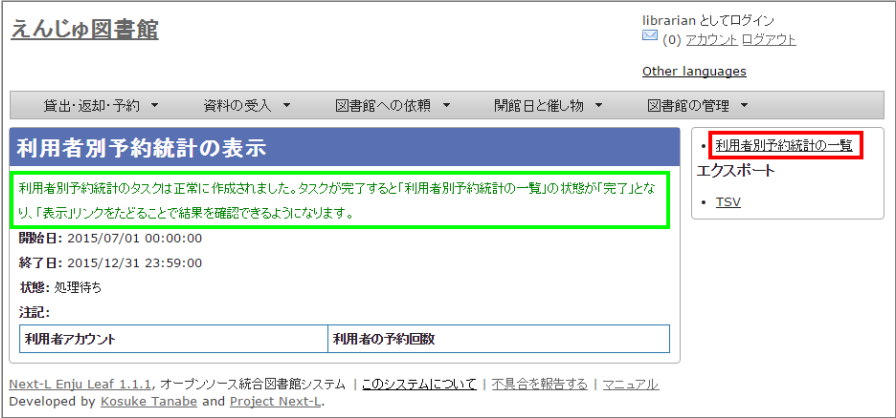 えんじゅ図書館
librarian としてログイン
(0) アカウント ログアウト
Other languages
貸出・返却・予約 ▼ 資料の受入 ▼ 図書館への依頼 ▼ 開館日と催し物 ▼ 図書館の管理 ▼
利用者別予約統計の表示
利用者別予約統計のタスクは正常に作成されました。タスクが完了すると「利用者別予約統計の一覧」の状態が「完了」とな
り、「表示」リンクをたどることで結果を確認できるようになります。
開始日: 2015/07/01 00:00:00
終了日: 2015/12/31 23:59:00
状態: 処理待ち
注記:
利用者アカウント 利用者の予約回数
・ 利用者別予約統計の一覧
エクスポート
・ TSV
Next-L Enju Leaf 1.1.1, オープンソース統合図書館システム | このシステムについて | 不具合を報告する | マニュアル
Developed by Kosuke Tanabe and Project Next-L.